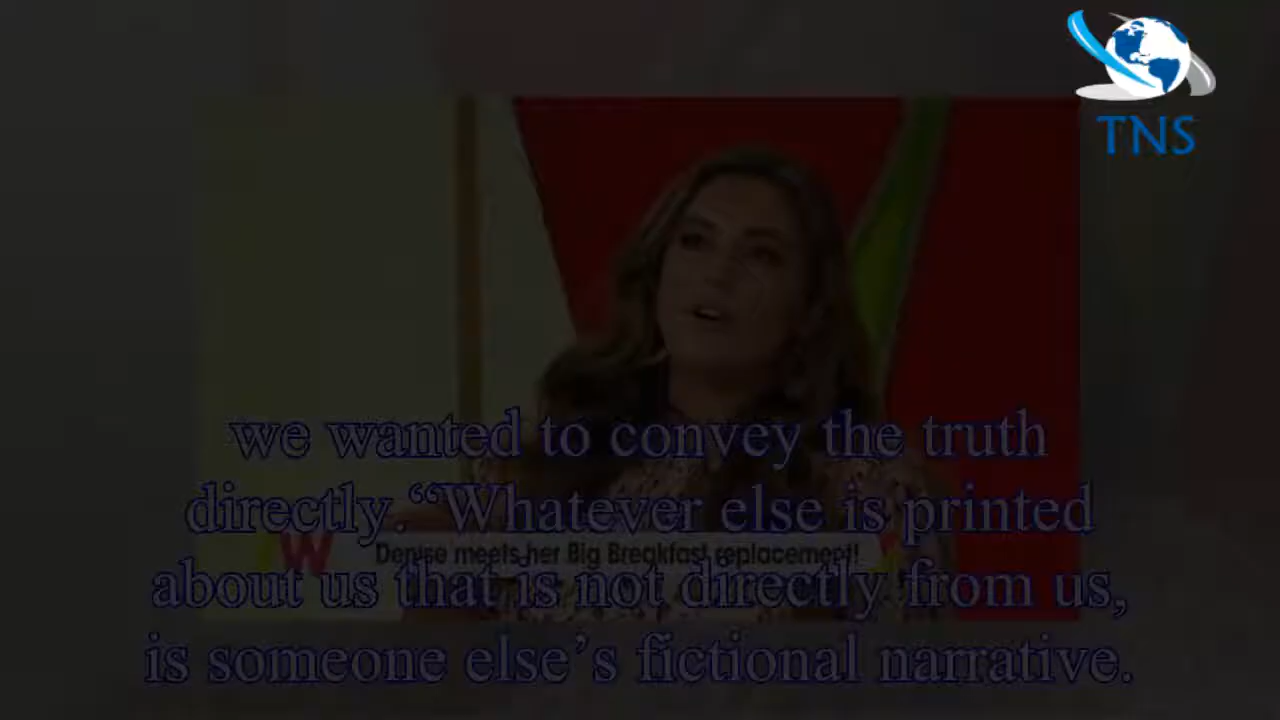 TNS
we wanted to convey the truth
directly. “Whatever else is printed
W Denise meets her Big Breakfast replacement!
about us that is not directly from us,
is someone else’s fictional narrative.